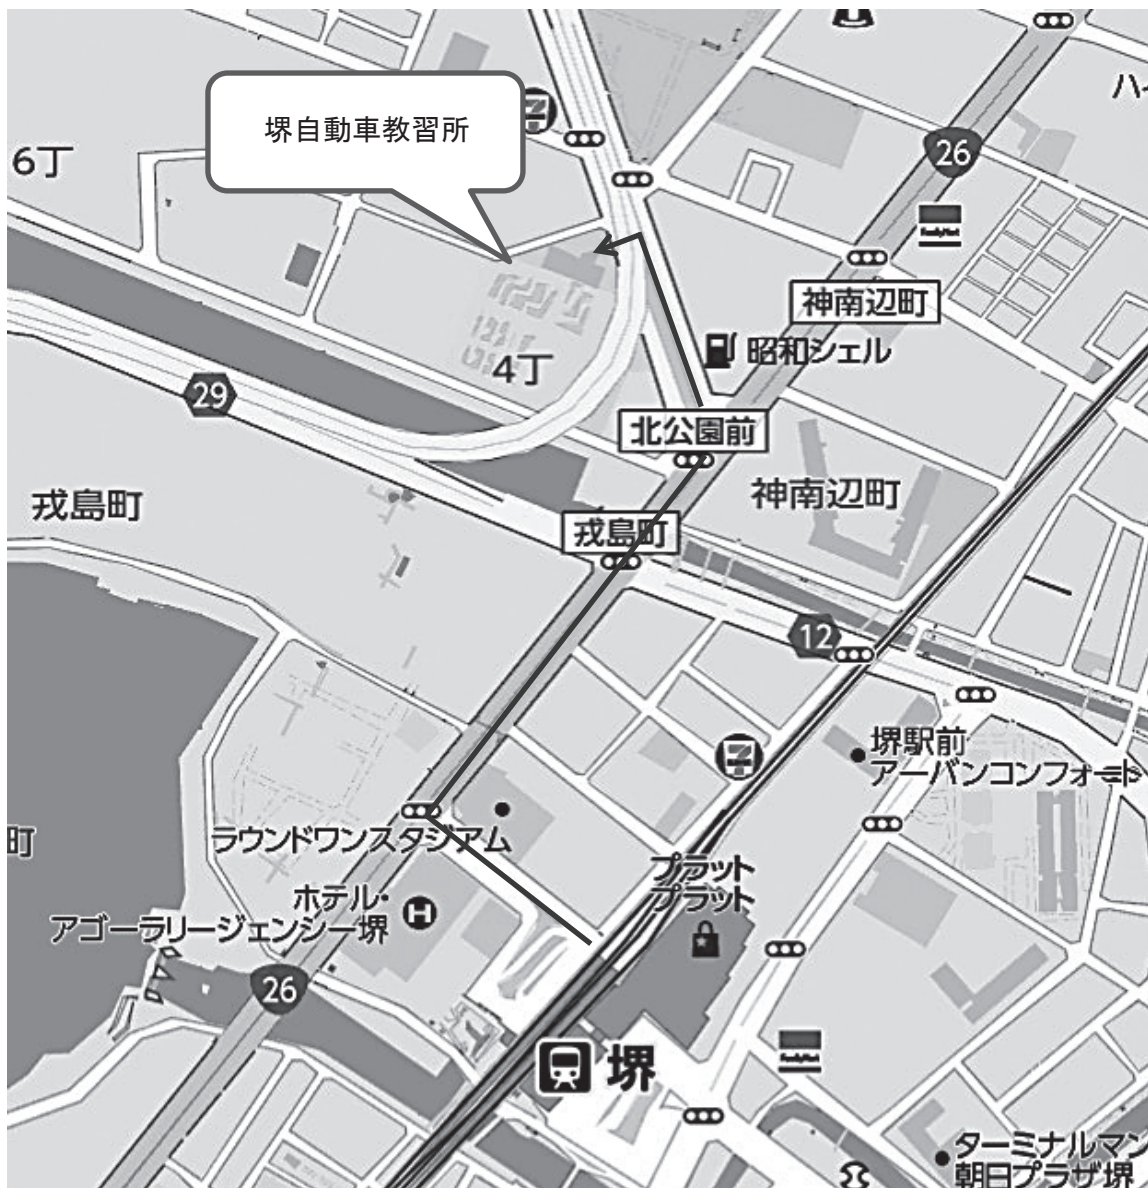 堺自動車教習所
6丁
ハイ
26
FamilyMart
神南辺町
昭和シェル
4丁
29
北公園前
神南辺町
戎島町
戎島町
12
堺駅前
アーバンコンフォート
町
ラウンドワンスタジアム
プラット
プラット
ホテル・
アゴーラリージェンシー堺
H
26
堺
FamilyMart
ターミナルマン
朝日プラザ堺